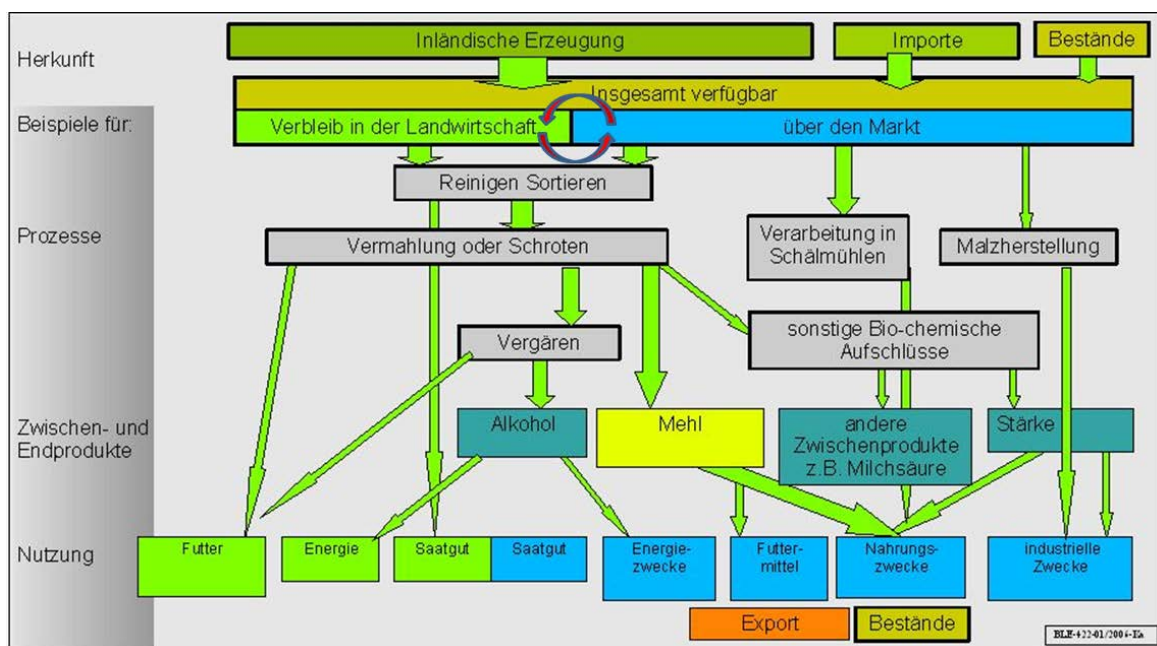 Herkunft
Inländische Erzeugung
Importe
Bestände
Insgesamt verfügbar
Beispiele für:
Verbleib in der Landwirtschaft
über den Markt
Reinigen Sortieren
Prozesse
Vermahlung oder Schroten
Verarbeitung in
Schälmühlen
Malzherstellung
Vergären
sonstige Bio-chemische
Aufschlüsse
Zwischen- und
Endprodukte
Alkohol
Mehl
andere
Zwischenprodukte
z.B. Milchsäure
Stärke
Nutzung
Futter
Energie
Saatgut
Saatgut
Energie-
zwecke
Futter-
mittel
Nahrungs-
zwecke
industrielle
Zwecke
Export
Bestände